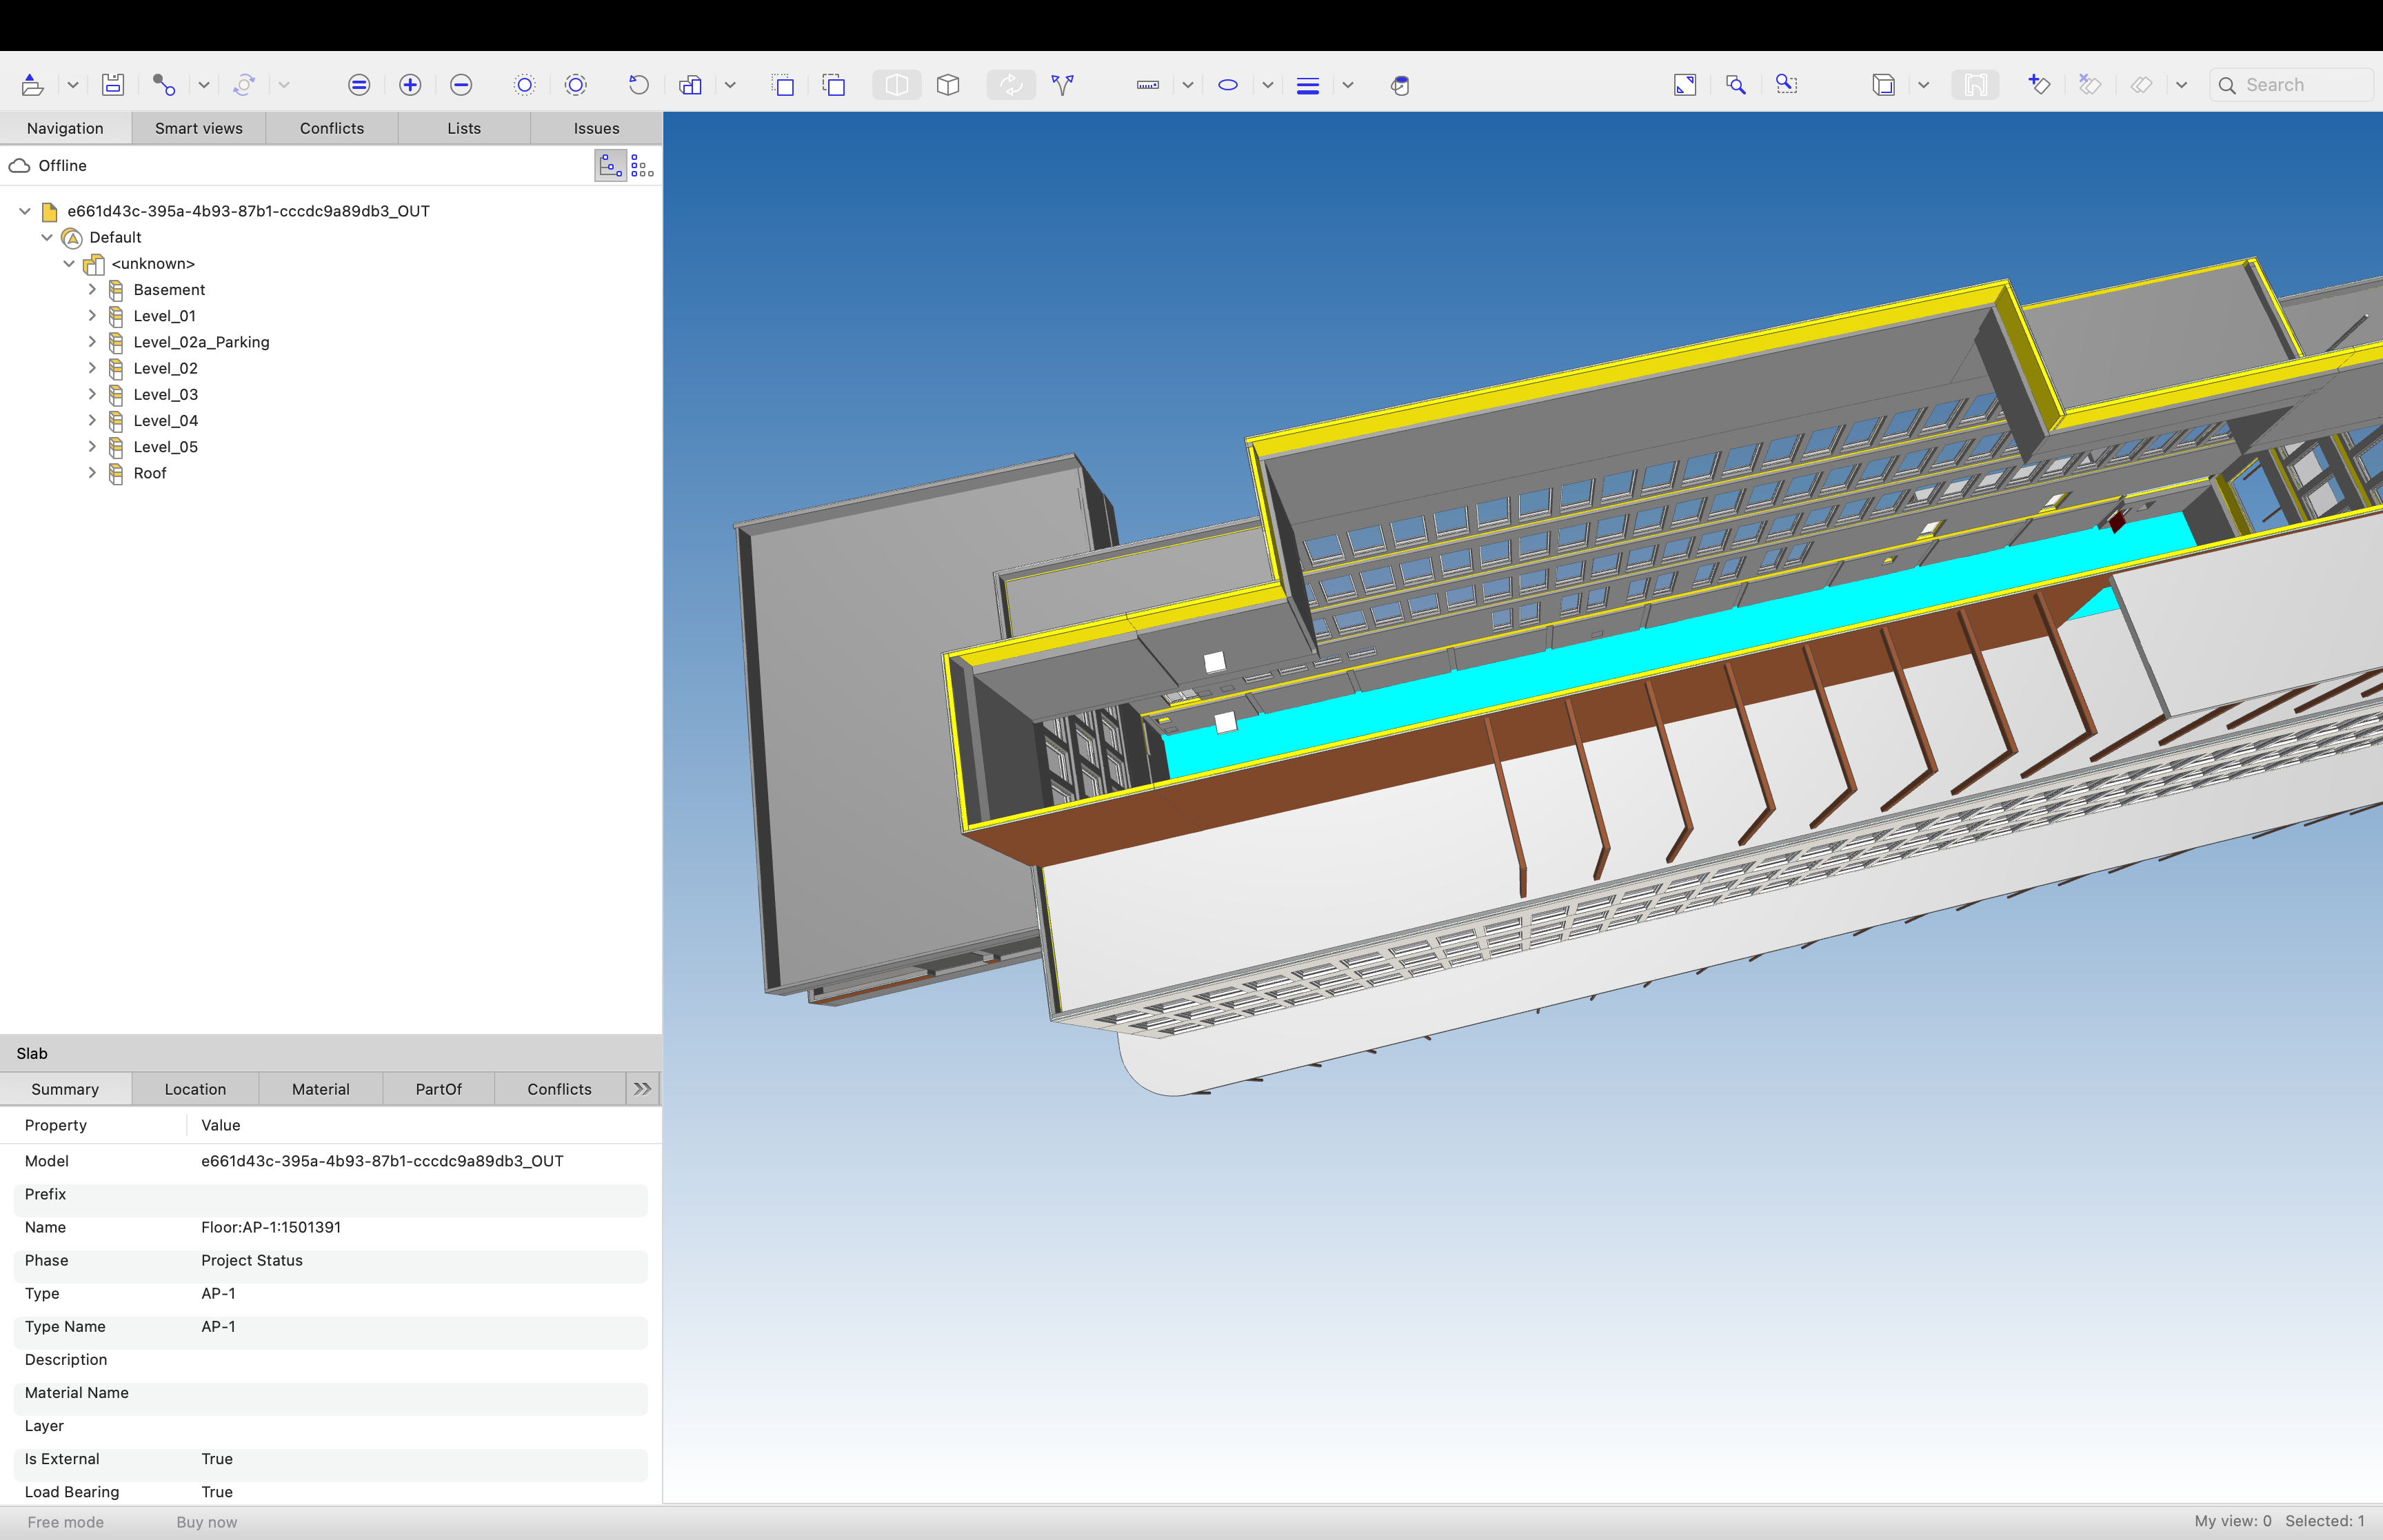 Search
Navigation Smart views Conflicts Lists Issues
Offline
e661d43c-395a-4b93-87b1-cccdc9a89db3_OUT
Default
<unknown>
Basement
Level_01
Level_02a_Parking
Level_02
Level_03
Level_04
Level_05
Roof
Slab
Summary Location Material PartOf Conflicts
Property Value
Model e661d43c-395a-4b93-87b1-cccdc9a89db3_OUT
Prefix
Name Floor:AP-1:1501391
Phase Project Status
Type AP-1
Type Name AP-1
Description
Material Name
Layer
Is External True
Load Bearing True
Free mode Buy now My view: 0 Selected: 1